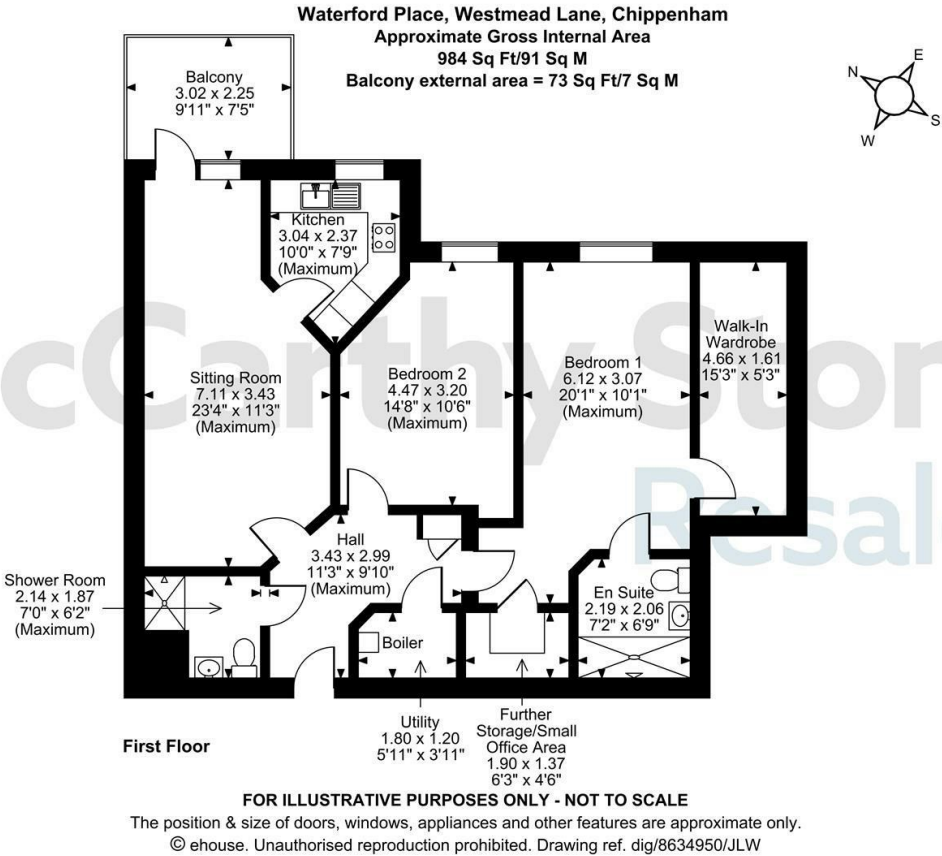 Waterford Place, Westmead Lane, Chippenham
Approximate Gross Internal Area
984 Sq Ft/91 Sq M
Balcony external area = 73 Sq Ft/7 Sq M
N
E
S
W
Balcony
3.02 x 2.25
9'11" x 7'5"
Kitchen
3.04 x 2.37
10'0" x 7'9"
(Maximum)
Walk-In
Wardrobe
4.66 x 1.61
15'3" x 5'3"
Sitting Room
7.11 x 3.43
23'4" x 11'3"
(Maximum)
Bedroom 2
4.47 x 3.20
14'8" x 10'6"
(Maximum)
Bedroom 1
6.12 x 3.07
20'1" x 10'1"
(Maximum)
cCarthy Ston
Resal
Hall
3.43 x 2.99
11'3" x 9'10"
(Maximum)
Shower Room
2.14 x 1.87
7'0" x 6'2"
(Maximum)
En Suite
2.19 x 2.06
7'2" x 6'9"
Boiler
Utility
1.80 x 1.20
5'11" x 3'11"
Further
Storage/Small
Office Area
1.90 x 1.37
6'3" x 4'6"
First Floor
FOR ILLUSTRATIVE PURPOSES ONLY - NOT TO SCALE
The position & size of doors, windows, appliances and other features are approximate only.
© ehouse. Unauthorised reproduction prohibited. Drawing ref. dig/8634950/JLW